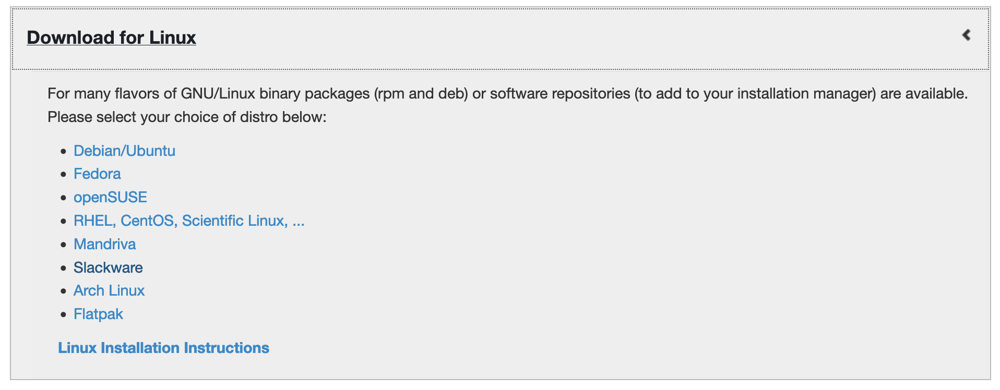 Download for Linux
For many flavors of GNU/Linux binary packages (rpm and deb) or software repositories (to add to your installation manager) are available.
Please select your choice of distro below:
Debian/Ubuntu
Fedora
openSUSE
RHEL, CentOS, Scientific Linux, ...
Mandriva
Slackware
Arch Linux
Flatpak
Linux Installation Instructions